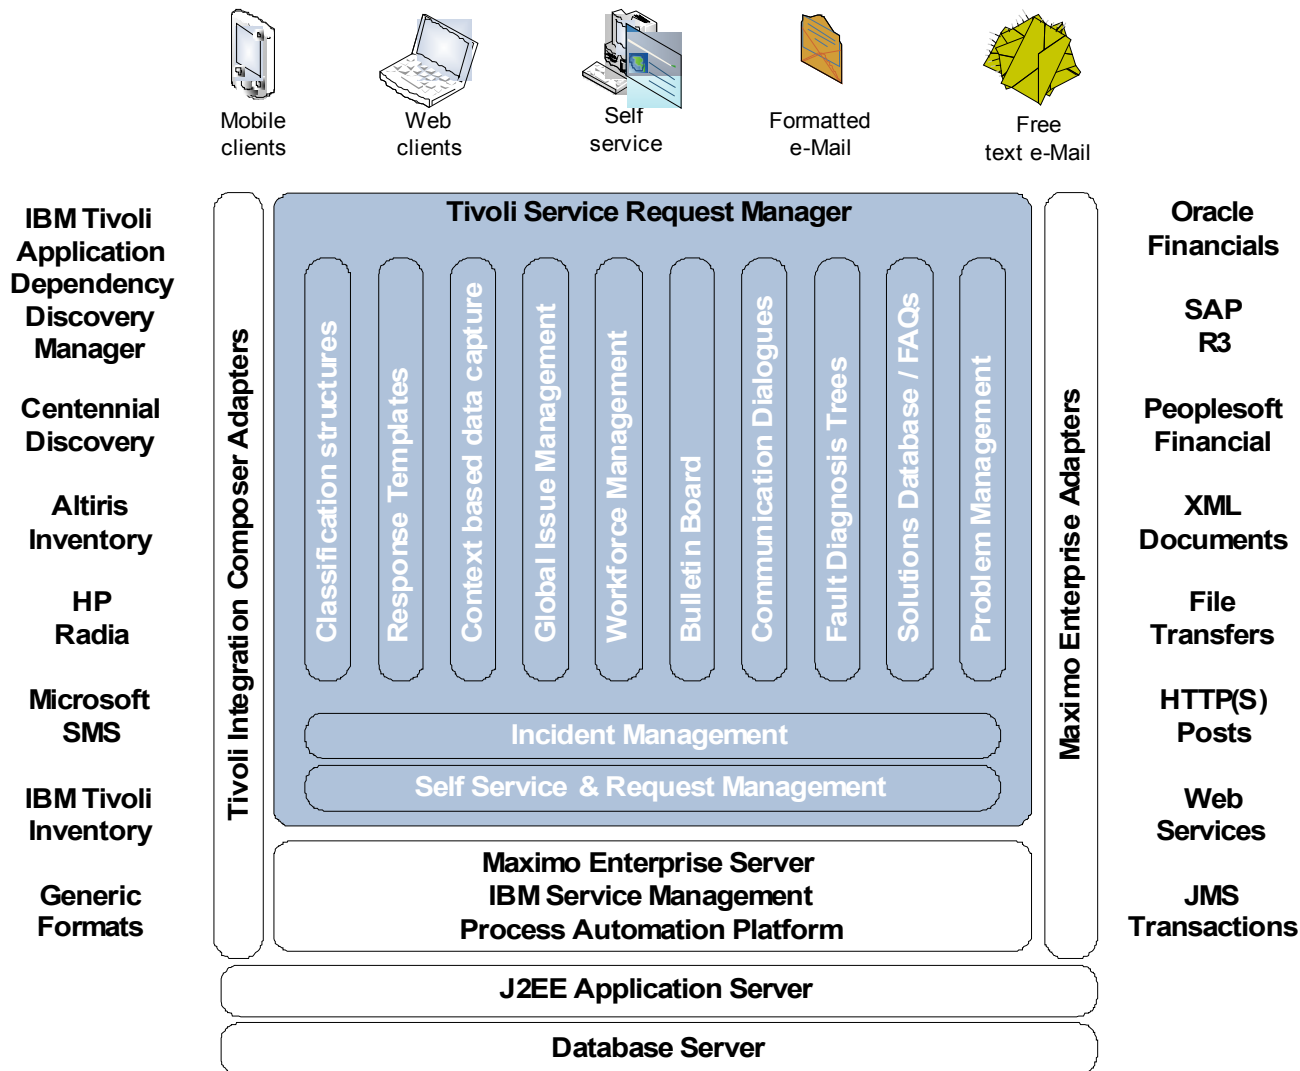 Mobile
clients
Web
clients
Self
service
Formatted
e-Mail
Free
text e-Mail
IBM Tivoli
Application
Dependency
Discovery
Manager
Centennial
Discovery
Altiris
Inventory
HP
Radia
Microsoft
SMS
IBM Tivoli
Inventory
Generic
Formats
Tivoli Integration Composer Adapters
Tivoli Service Request Manager
Classification structures
Response Templates
Context based data capture
Global Issue Management
Workforce Management
Bulletin Board
Communication Dialogues
Fault Diagnosis Trees
Solutions Database / FAQs
Problem Management
Incident Management
Self Service & Request Management
Maximo Enterprise Server
IBM Service Management
Process Automation Platform
J2EE Application Server
Database Server
Maximo Enterprise Adapters
Oracle
Financials
SAP
R3
Peoplesoft
Financial
XML
Documents
File
Transfers
HTTP(S)
Posts
Web
Services
JMS
Transactions